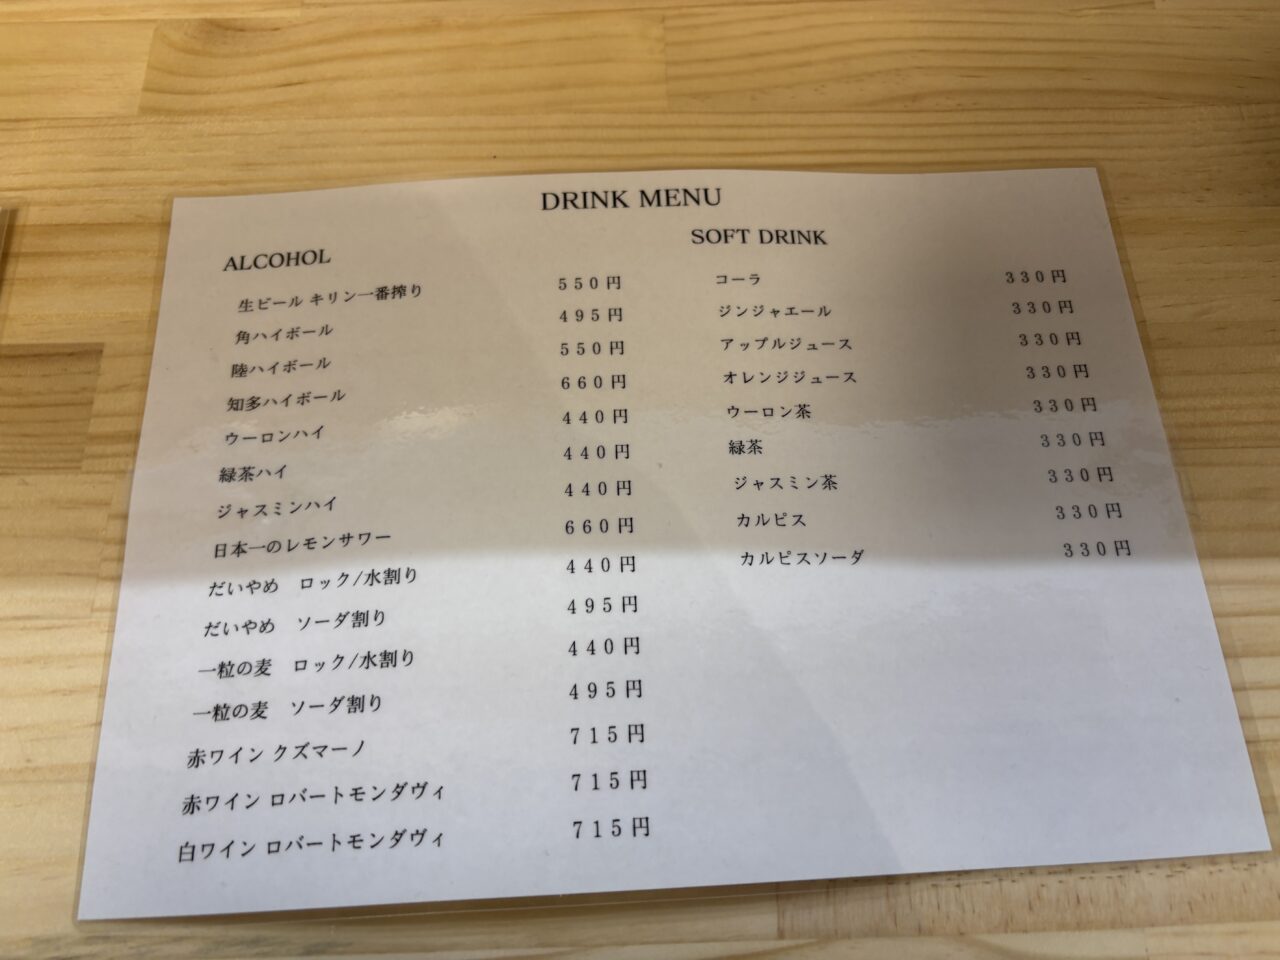 DRINK MENU
ALCOHOL
生ビール キリン一番搾り 550円
角ハイボール 495円
陸ハイボール 550円
知多ハイボール 660円
ウーロンハイ 440円
緑茶ハイ 440円
ジャスミンハイ 440円
日本一のレモンサワー 660円
だいやめ ロック/水割り 440円
だいやめ ソーダ割り 495円
一粒の麦 ロック/水割り 440円
一粒の麦 ソーダ割り 495円
赤ワイン クズマーノ 715円
赤ワイン ロバートモンダヴィ 715円
白ワイン ロバートモンダヴィ 715円
SOFT DRINK
コーラ 330円
ジンジャエール 330円
アップルジュース 330円
オレンジジュース 330円
ウーロン茶 330円
緑茶 330円
ジャスミン茶 330円
カルピス 330円
カルピスソーダ 330円